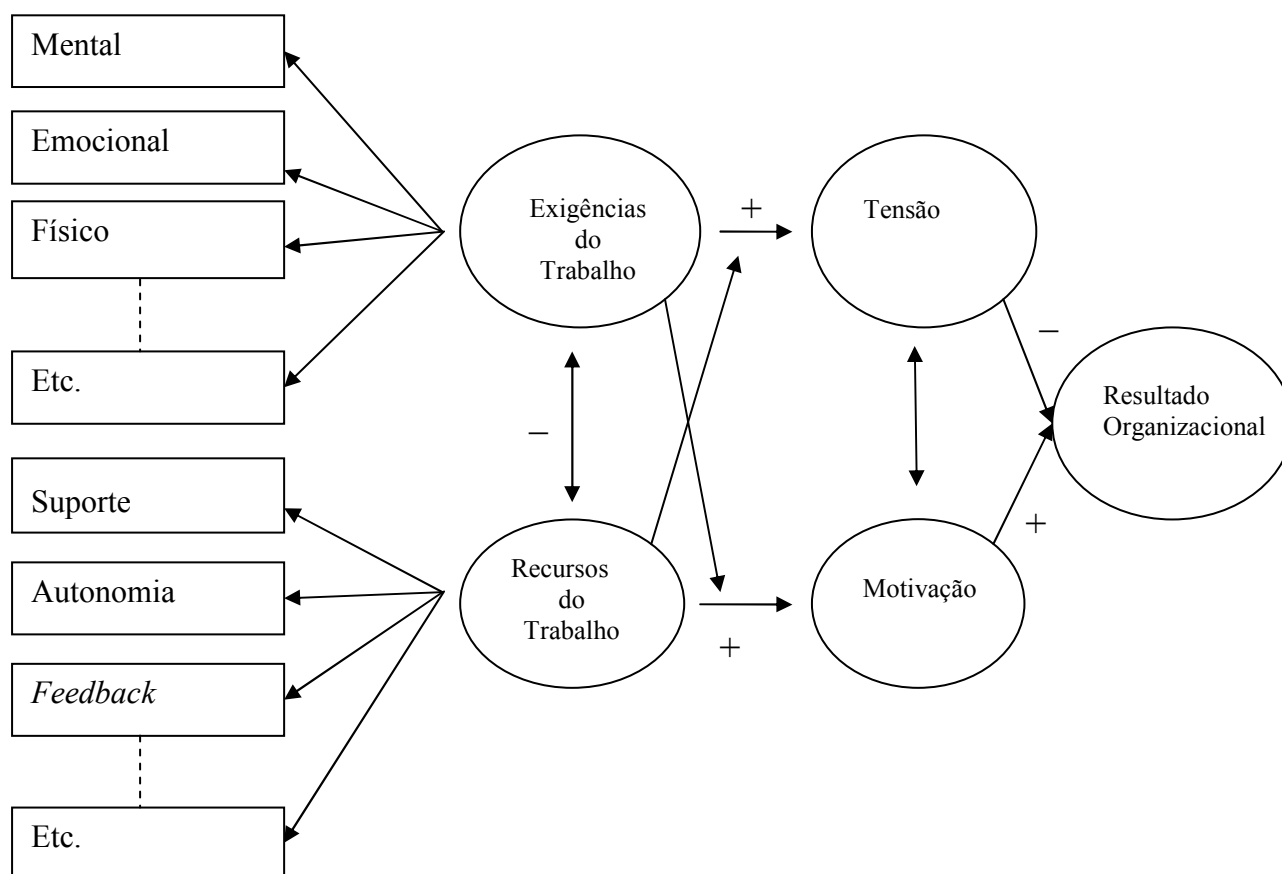 Mental
Emocional
Físico
Etc.
Suporte
Autonomia
Feedback
Etc.
Exigências
do
Trabalho
–
Recursos
do
Trabalho
+
+
Tensão
Motivação
–
+
Resultado
Organizacional